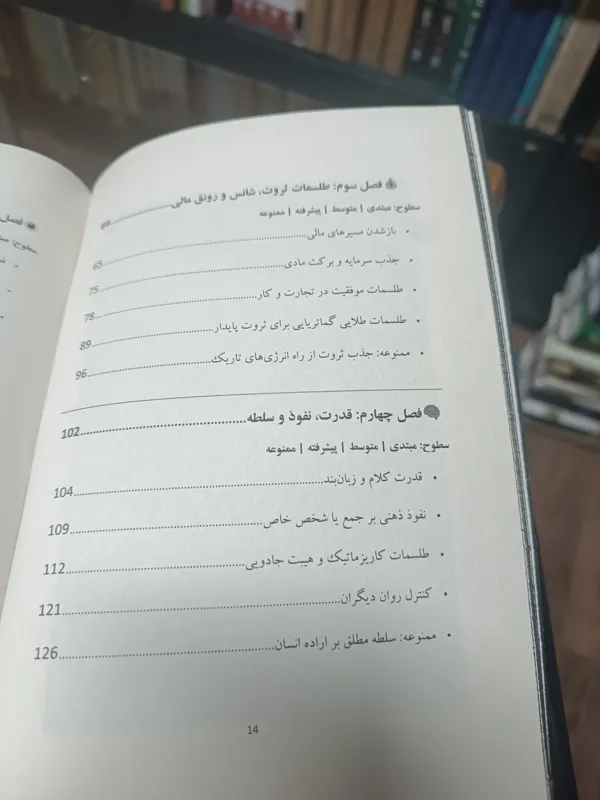 فصل سوم: طلسمات ثروت، شانس و رونق مالی
سطوح: مبتدی | متوسط | پیشرفته | ممنوعه
• بازشدن مسیرهای مالی..........65
• جذب سرمایه و برکت مادی..........75
• طلسمات موفقیت در تجارت و کار..........78
• طلسمات طلایی گماتریایی برای ثروت پایدار..........89
• ممنوعه: جذب ثروت از راه انرژی‌های تاریک..........96
فصل چهارم: قدرت، نفوذ و سلطه..........102
سطوح: مبتدی | متوسط | پیشرفته | ممنوعه
• قدرت کلام و زبان‌بند..........104
• نفوذ ذهنی بر جمع یا شخص خاص..........109
• طلسمات کاریزماتیک و هیبت جادویی..........112
• کنترل روان دیگران..........121
• ممنوعه: سلطه مطلق بر اراده انسان..........126
14
فصل
سطوح: مبتد